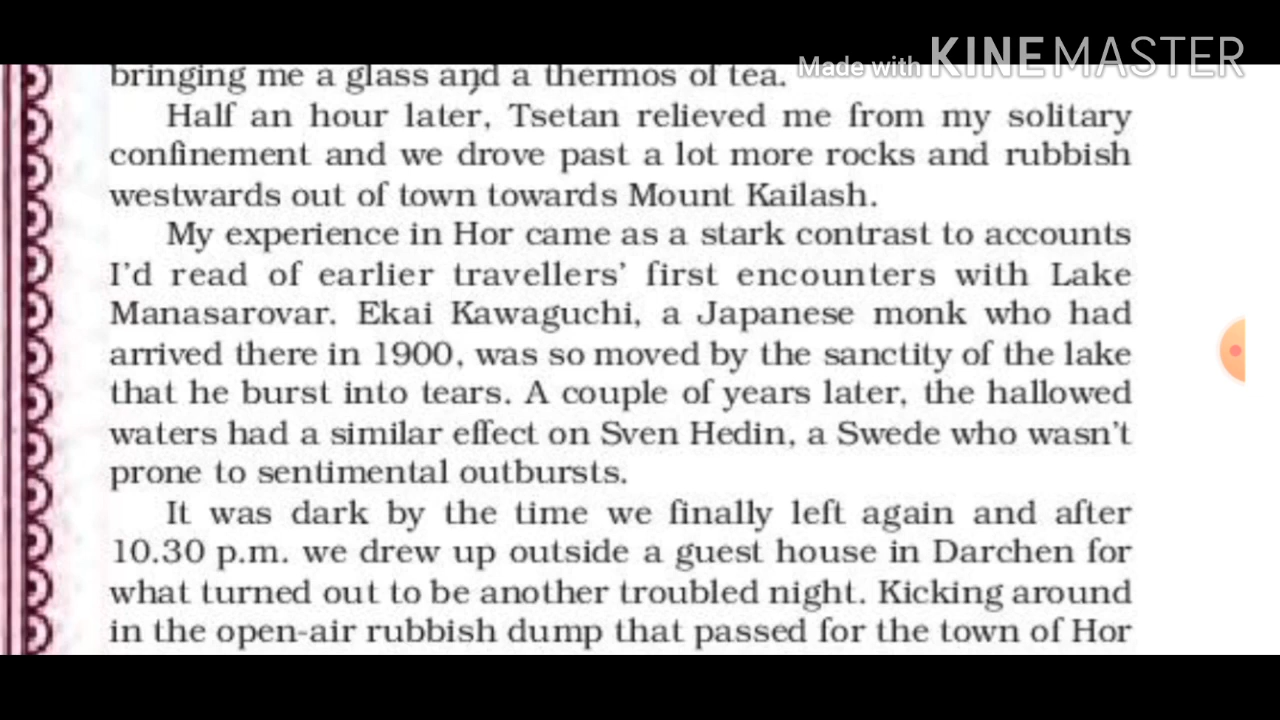 Made with KINEMASTER
bringing me a glass and a thermos of tea.
Half an hour later, Tsetan relieved me from my solitary
confinement and we drove past a lot more rocks and rubbish
westwards out of town towards Mount Kailash.
My experience in Hor came as a stark contrast to accounts
I'd read of earlier travellers' first encounters with Lake
Manasarovar. Ekai Kawaguchi, a Japanese monk who had
arrived there in 1900, was so moved by the sanctity of the lake
that he burst into tears. A couple of years later, the hallowed
waters had a similar effect on Sven Hedin, a Swede who wasn't
prone to sentimental outbursts.
It was dark by the time we finally left again and after
10.30 p.m. we drew up outside a guest house in Darchen for
what turned out to be another troubled night. Kicking around
in the open-air rubbish dump that passed for the town of Hor